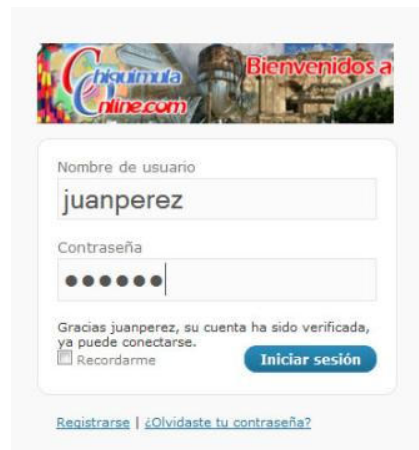 Chiquimula
Online.com
Bienvenidos a
Nombre de usuario
juanperez
Contraseña
●●●●●●
Gracias juanperez, su cuenta ha sido verificada,
ya puede conectarse.
Recordarme
Iniciar sesión
Registrarse | ¿Olvidaste tu contraseña?